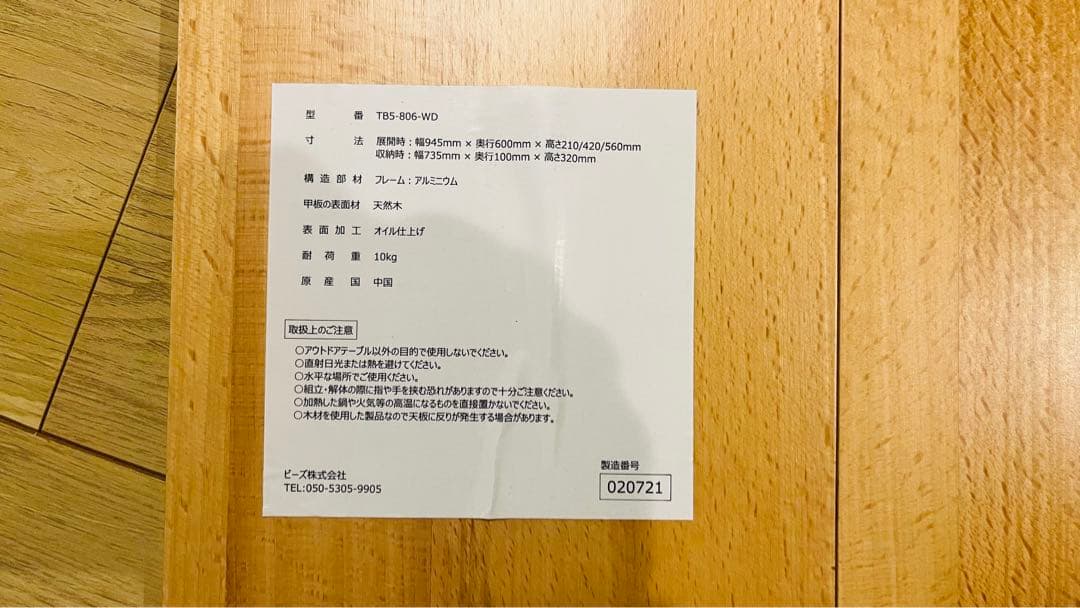 型番 TB5-806-WD
寸法 展開時：幅945mm × 奥行600mm × 高さ210/420/560mm
収納時：幅735mm × 奥行100mm × 高さ320mm
構造部材 フレーム：アルミニウム
甲板の表面材 天然木
表面加工 オイル仕上げ
耐荷重 10kg
原産国 中国
取扱上のご注意
○アウトドアテーブル以外の目的で使用しないでください。
○直射日光または熱を避けてください。
○水平な場所でご使用ください。
○組立・解体の際に指や手を挟む恐れがありますので十分ご注意ください。
○加熱した鍋や火気等の高温になるものを直接置かないでください。
○木材を使用した製品なので天板に反りが発生する場合があります。
ビーズ株式会社
TEL:050-5305-9905
製造番号
020721